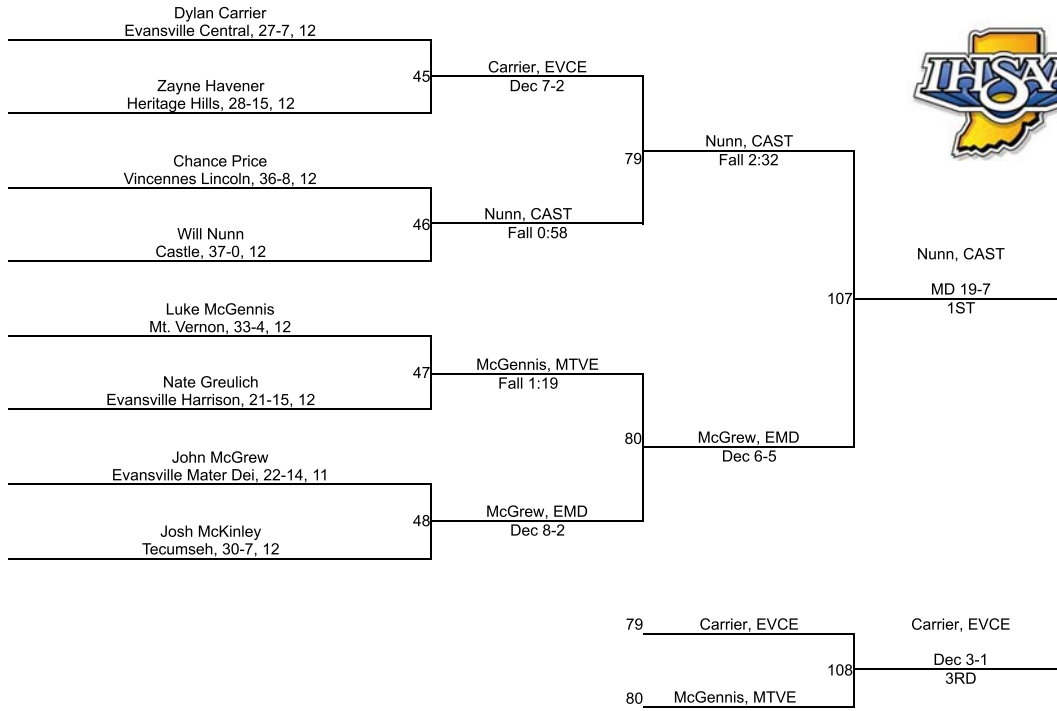 Dylan Carrier
Evansville Central, 27-7, 12
Zayne Havener
Heritage Hills, 28-15, 12
45
Carrier, EVCE
Dec 7-2
Chance Price
Vincennes Lincoln, 36-8, 12
Will Nunn
Castle, 37-0, 12
46
Nunn, CAST
Fall 0:58
79
Nunn, CAST
Fall 2:32
Luke McGennis
Mt. Vernon, 33-4, 12
Nate Greulich
Evansville Harrison, 21-15, 12
47
McGennis, MTVE
Fall 1:19
John McGrew
Evansville Mater Dei, 22-14, 11
Josh McKinley
Tecumseh, 30-7, 12
48
McGrew, EMD
Dec 8-2
80
McGrew, EMD
Dec 6-5
107
Nunn, CAST
MD 19-7
1ST
79
Carrier, EVCE
80
McGennis, MTVE
108
Carrier, EVCE
Dec 3-1
3RD
IHSAA